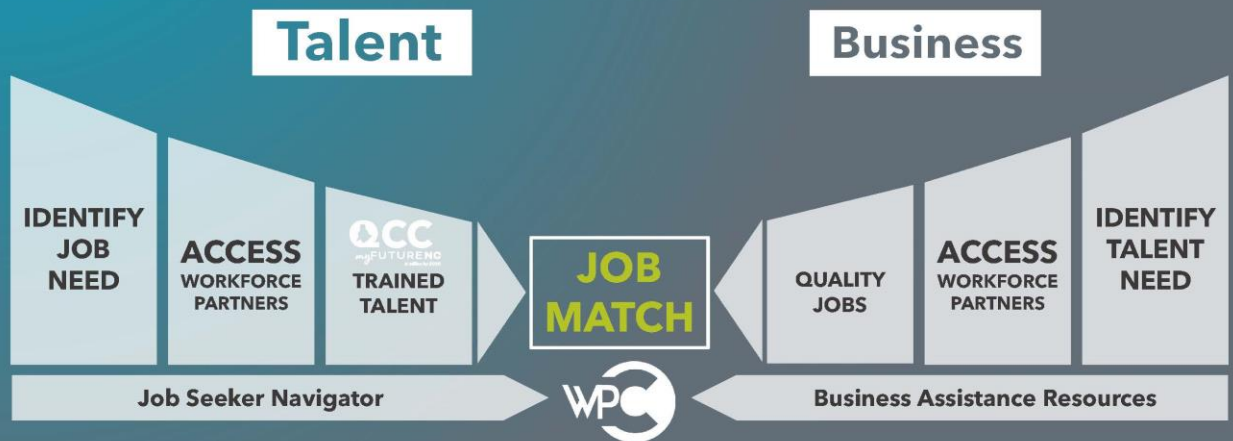 Talent
Business
IDENTIFY
JOB
NEED
ACCESS
WORKFORCE
PARTNERS
QCC
myFUTURENC
TRAINED
TALENT
JOB
MATCH
QUALITY
JOBS
ACCESS
WORKFORCE
PARTNERS
IDENTIFY
TALENT
NEED
Job Seeker Navigator
WPC
Business Assistance Resources